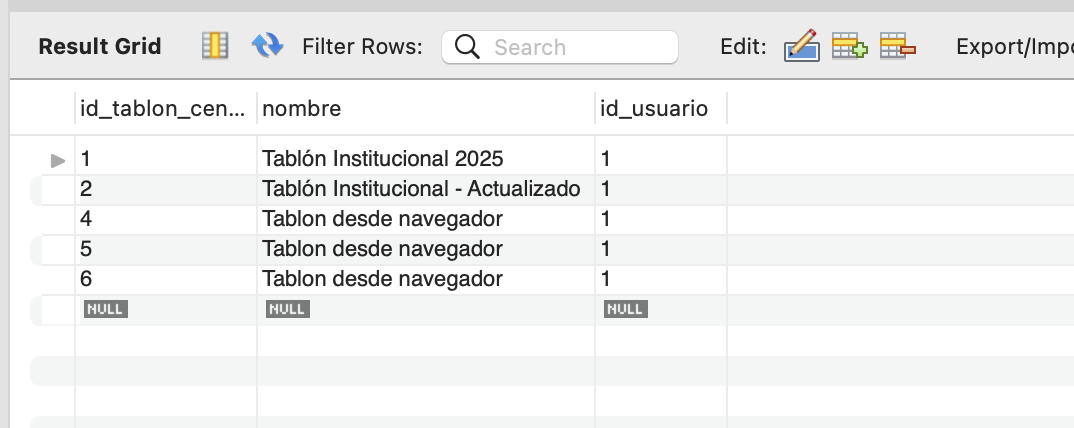 Result Grid Filter Rows: Search Edit: Export/Impo
id_tablon_cen... nombre id_usuario
1 Tablón Institucional 2025 1
2 Tablón Institucional - Actualizado 1
4 Tablon desde navegador 1
5 Tablon desde navegador 1
6 Tablon desde navegador 1
NULL NULL NULL